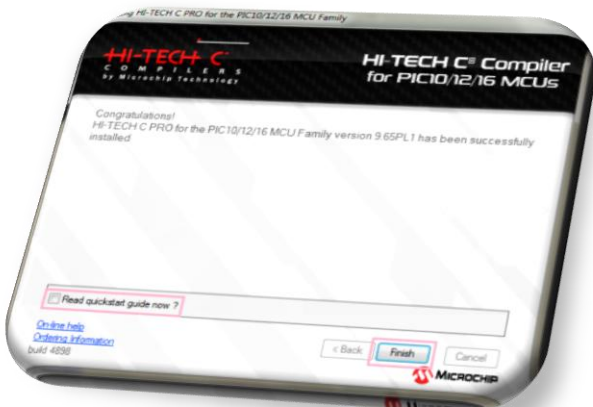 HI-TECH C PRO for the PIC10/12/16 MCU Family
HI-TECH C
COMPILERS
by Microchip Technology
HI-TECH C® Compiler
for PIC10/12/16 MCUs
Congratulations!
HI-TECH C PRO for the PIC10/12/16 MCU Family version 9.65PL1 has been successfully
installed
Read quickstart guide now ?
On-line help
Ordering Information
build 4898
< Back
Finish
Cancel
MICROCHIP